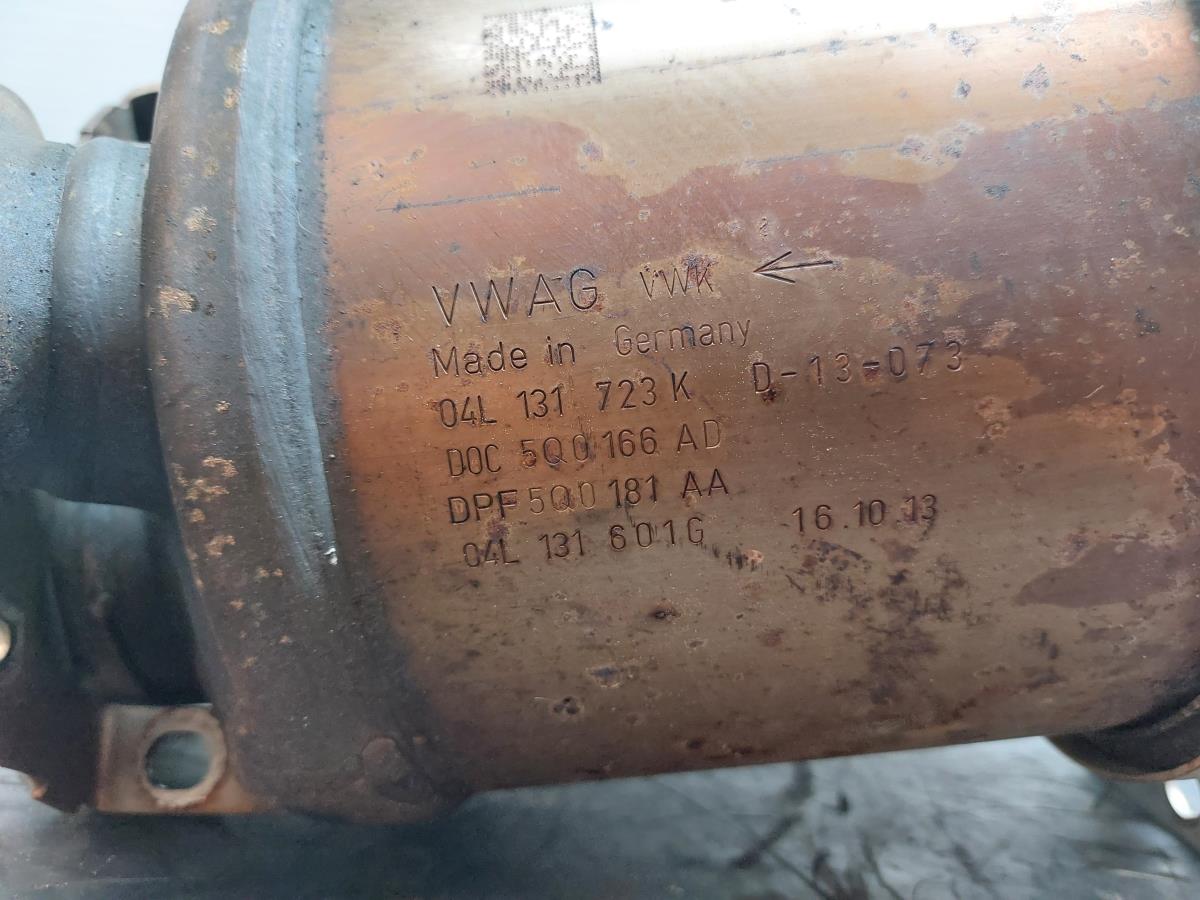 VWAG VWK ←
Made in Germany
04L 131 723 K D-13-073
DOC 5Q0 166 AD
DPF 5Q0 181 AA
04L 131 601G 16.10.13